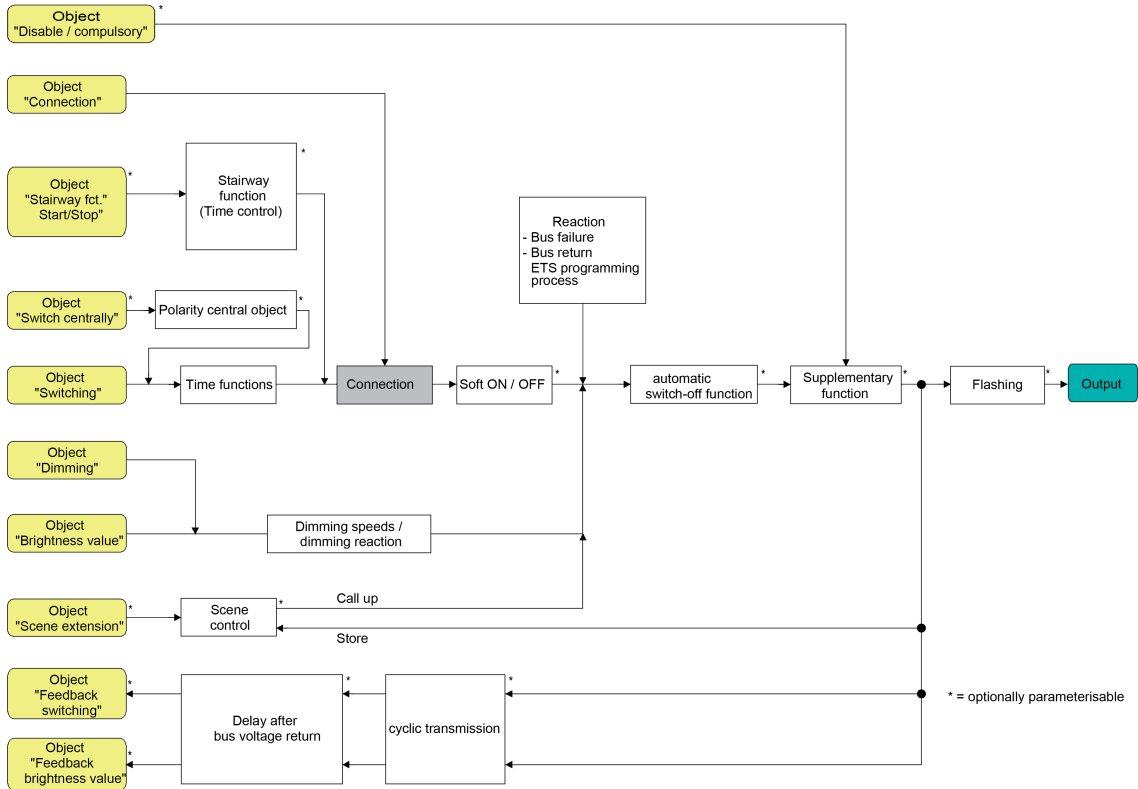 Object
"Disable / compulsory"
*
Object
"Connection"
Object
"Stairway fct."
Start/Stop"
*
Stairway
function
(Time control)
*
Reaction
- Bus failure
- Bus return
ETS programming
process
Object
"Switch centrally"
*
Polarity central object
*
Object
"Switching"
Time functions
Connection
Soft ON / OFF
*
automatic
switch-off function
*
Supplementary
function
*
Flashing
*
Output
Object
"Dimming"
Object
"Brightness value"
Dimming speeds /
dimming reaction
Object
"Scene extension"
*
Scene
control
*
Call up
Store
Object
"Feedback
switching"
*
Delay after
bus voltage return
*
cyclic transmission
*
* = optionally parameterisable
Object
"Feedback
brightness value"
*